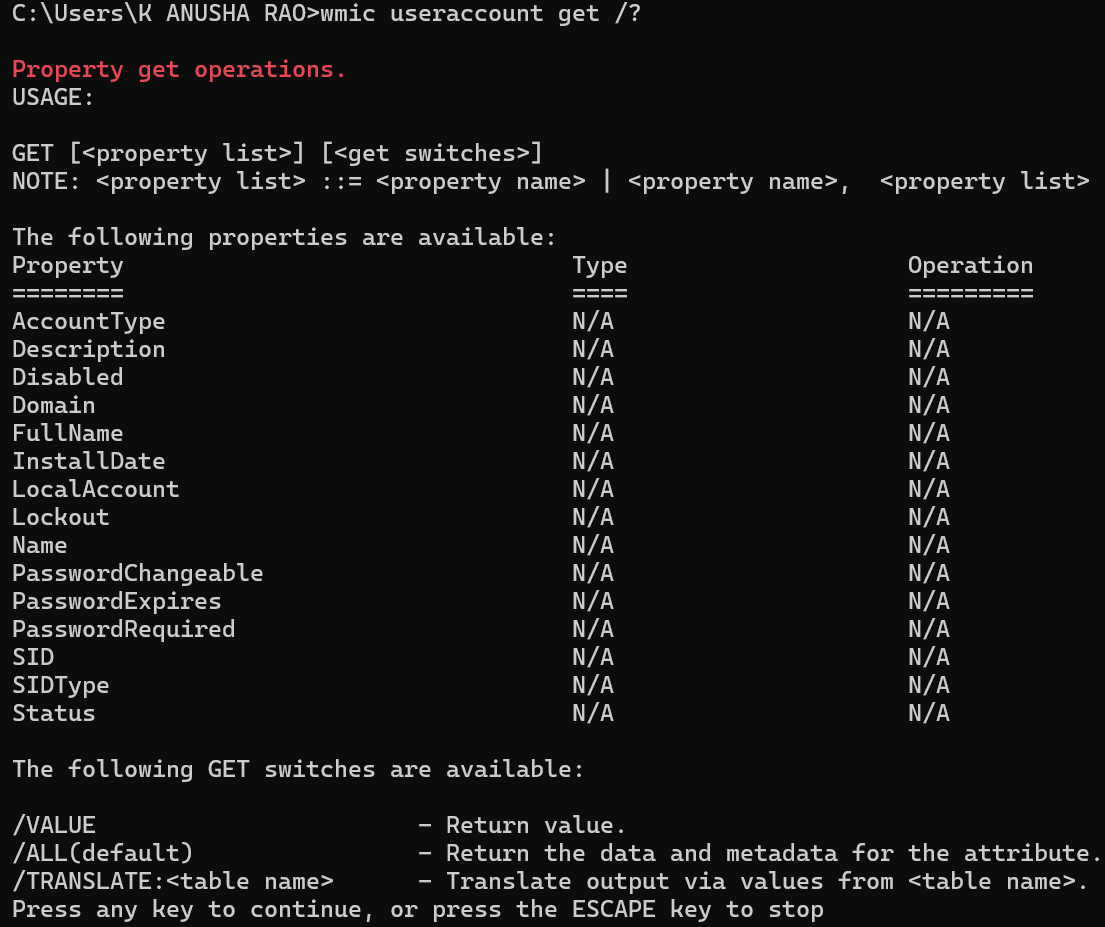 C:\Users\K ANUSHA RAO>wmic useraccount get /?
Property get operations.
USAGE:
GET [<property list>] [<get switches>]
NOTE: <property list> ::= <property name> | <property name>,  <property list>
The following properties are available:
Property                                Type                    Operation
========                                ====                    =========
AccountType                             N/A                     N/A
Description                             N/A                     N/A
Disabled                                N/A                     N/A
Domain                                  N/A                     N/A
FullName                                N/A                     N/A
InstallDate                             N/A                     N/A
LocalAccount                            N/A                     N/A
Lockout                                 N/A                     N/A
Name                                    N/A                     N/A
PasswordChangeable                      N/A                     N/A
PasswordExpires                         N/A                     N/A
PasswordRequired                        N/A                     N/A
SID                                     N/A                     N/A
SIDType                                 N/A                     N/A
Status                                  N/A                     N/A
The following GET switches are available:
/VALUE                       - Return value.
/ALL(default)                - Return the data and metadata for the attribute.
/TRANSLATE:<table name>      - Translate output via values from <table name>.
Press any key to continue, or press the ESCAPE key to stop